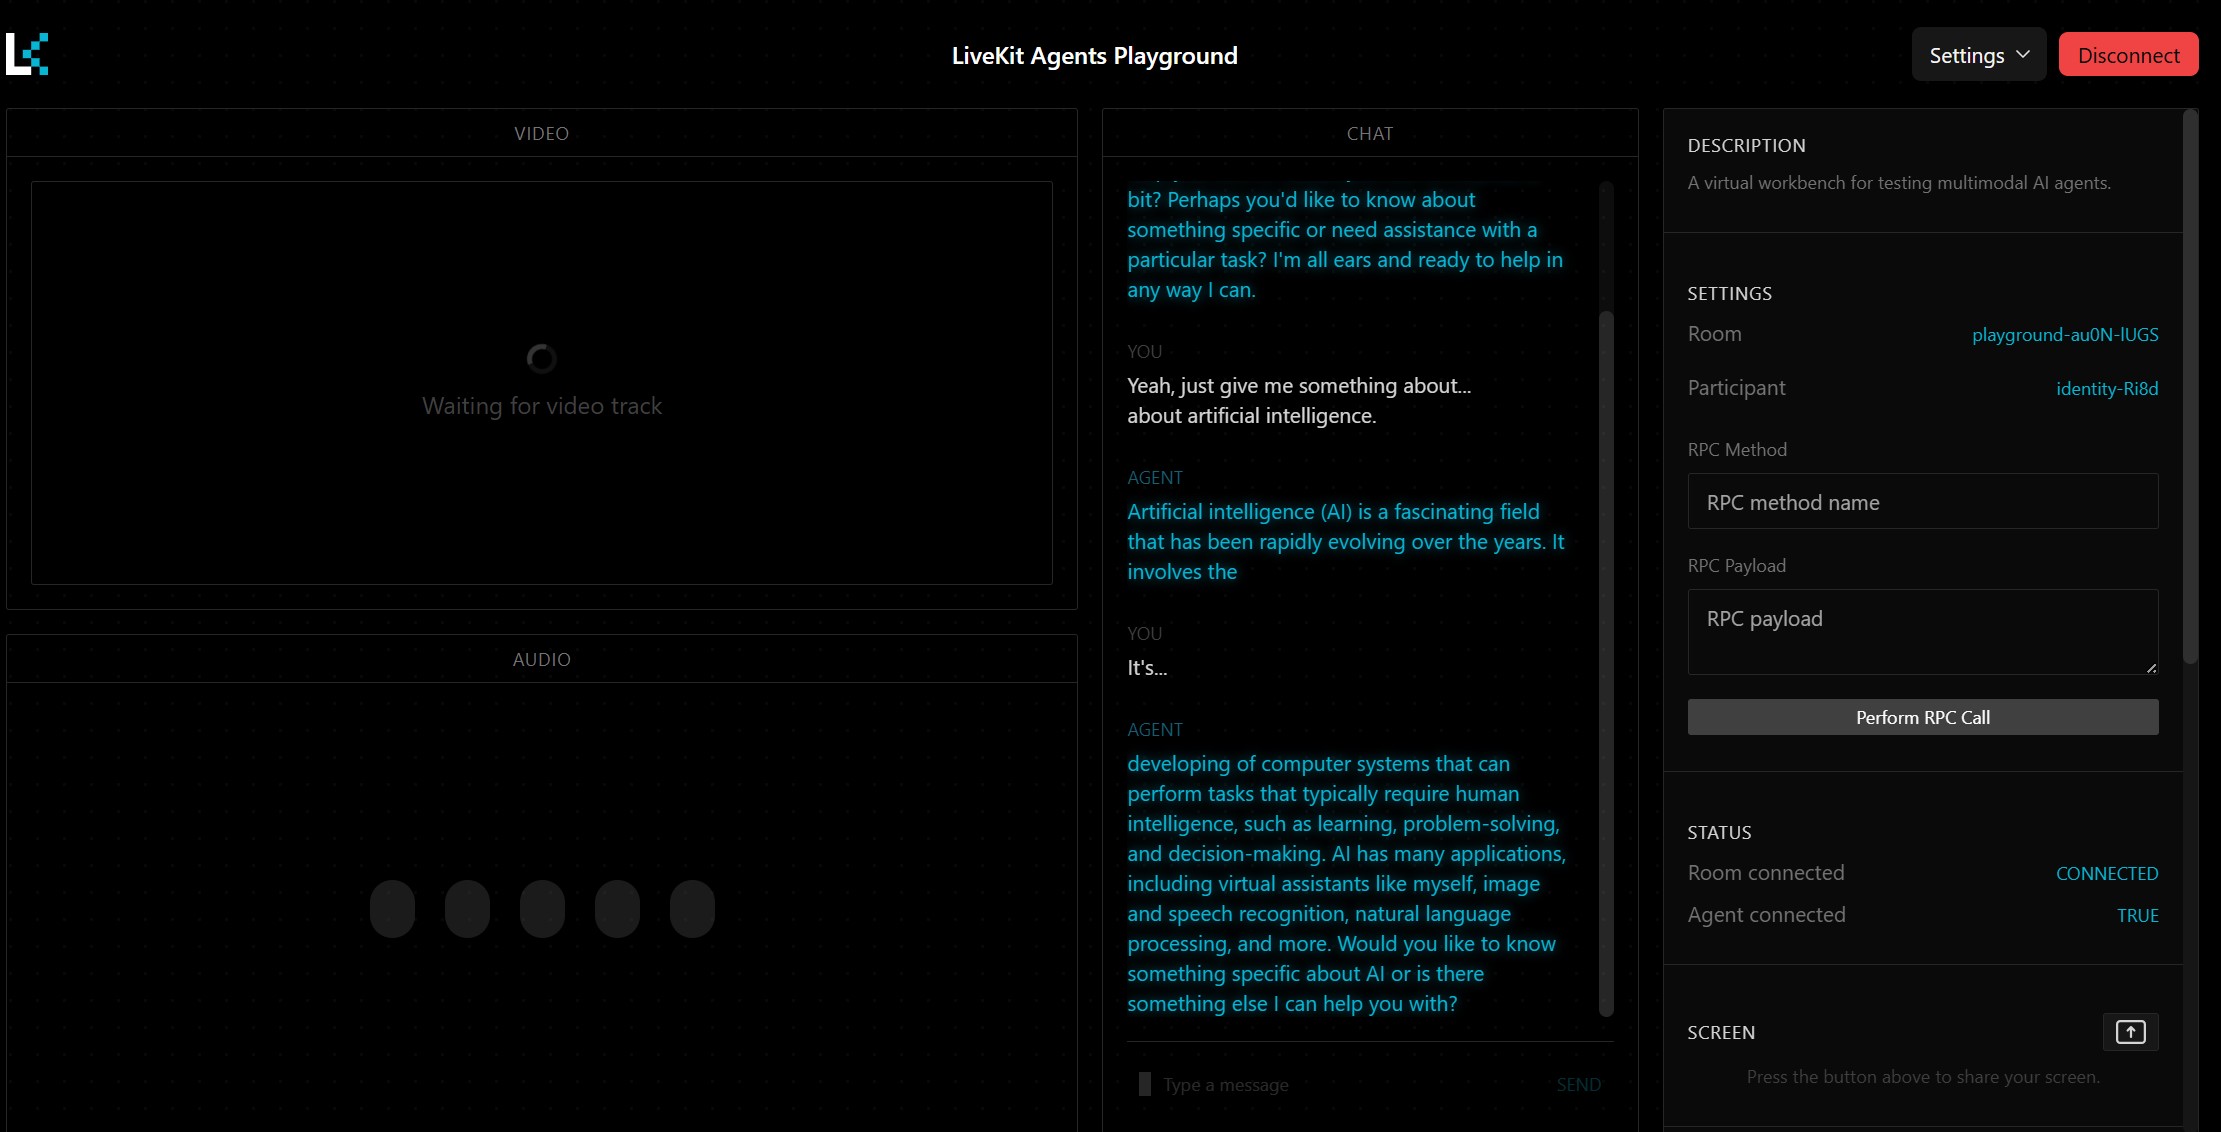 LiveKit Agents Playground
Settings
Disconnect
VIDEO
Waiting for video track
AUDIO
CHAT
bit? Perhaps you'd like to know about
something specific or need assistance with a
particular task? I'm all ears and ready to help in
any way I can.
YOU
Yeah, just give me something about...
about artificial intelligence.
AGENT
Artificial intelligence (AI) is a fascinating field
that has been rapidly evolving over the years. It
involves the
YOU
It's...
AGENT
developing of computer systems that can
perform tasks that typically require human
intelligence, such as learning, problem-solving,
and decision-making. AI has many applications,
including virtual assistants like myself, image
and speech recognition, natural language
processing, and more. Would you like to know
something specific about AI or is there
something else I can help you with?
Type a message
SEND
DESCRIPTION
A virtual workbench for testing multimodal AI agents.
SETTINGS
Room playground-au0N-lUGS
Participant identity-Ri8d
RPC Method
RPC method name
RPC Payload
RPC payload
Perform RPC Call
STATUS
Room connected CONNECTED
Agent connected TRUE
SCREEN
Press the button above to share your screen.